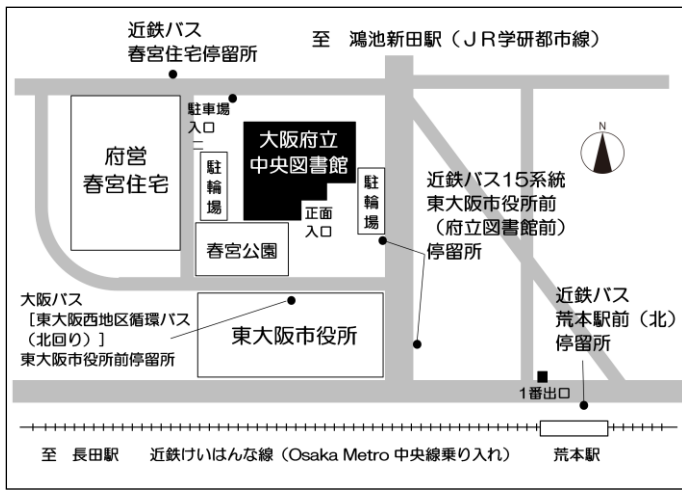 近鉄バス
春宮住宅停留所
至 鴻池新田駅（ＪＲ学研都市線）
駐車場
入口
府営
春宮住宅
大阪府立
中央図書館
駐輪場
駐輪場
正面
入口
春宮公園
N
近鉄バス15系統
東大阪市役所前
（府立図書館前）
停留所
大阪バス
［東大阪西地区循環バス
（北回り）］
東大阪市役所前停留所
東大阪市役所
近鉄バス
荒本駅前（北）
停留所
1番出口
至 長田駅
近鉄けいはんな線（Osaka Metro 中央線乗り入れ）
荒本駅